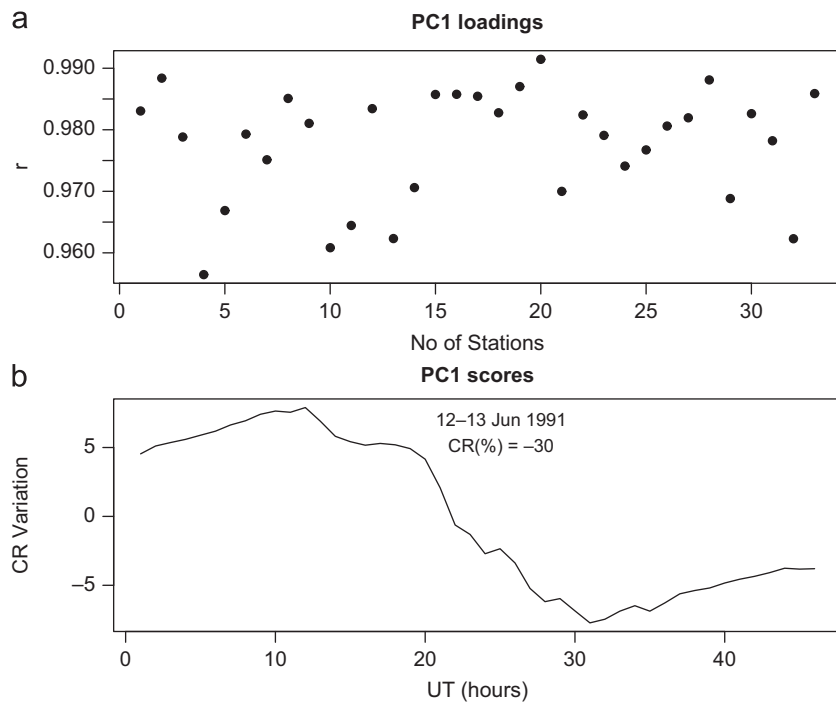 a
PC1 loadings
0.990
0.980
0.970
0.960
r
0 5 10 15 20 25 30
No of Stations
b
PC1 scores
12–13 Jun 1991
CR(%) = –30
5
0
–5
CR Variation
0 10 20 30 40
UT (hours)